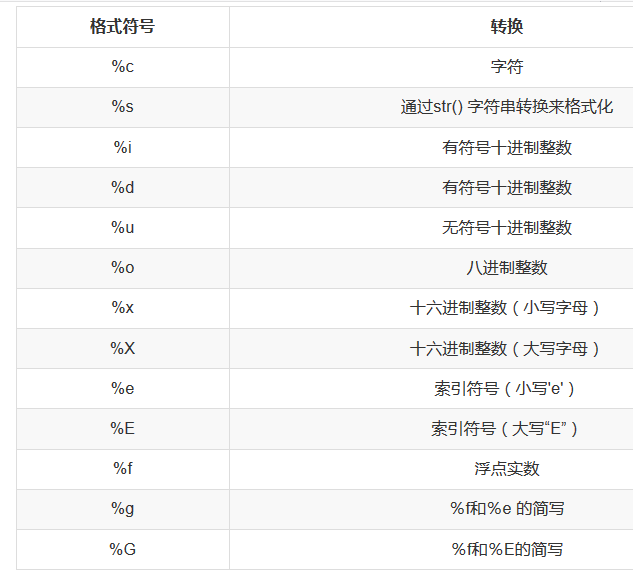 格式符号 转换
%c 字符
%s 通过str() 字符串转换来格式化
%i 有符号十进制整数
%d 有符号十进制整数
%u 无符号十进制整数
%o 八进制整数
%x 十六进制整数（小写字母）
%X 十六进制整数（大写字母）
%e 索引符号（小写'e'）
%E 索引符号（大写“E”）
%f 浮点实数
%g %f和%e 的简写
%G %f和%E的简写